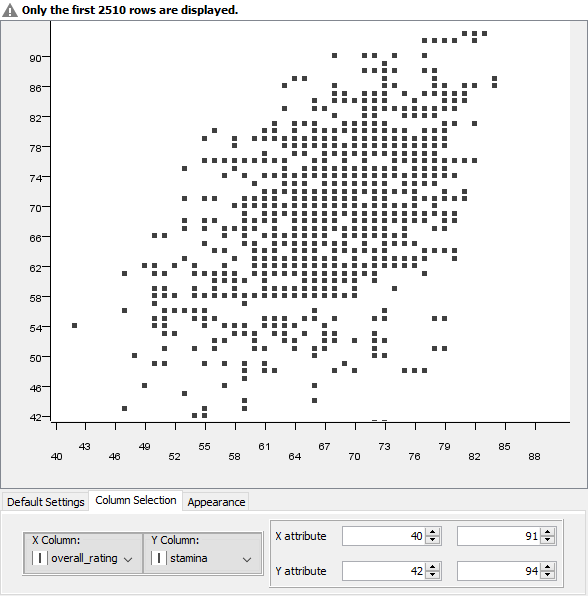 Only the first 2510 rows are displayed.
90
86
82
78
74
70
66
62
58
54
50
46
42
43 49 55 61 67 73 79 85
40 46 52 58 64 70 76 82 88
Default Settings Column Selection Appearance
X Column: Y Column:
overall_rating stamina
X attribute 40 91
Y attribute 42 94